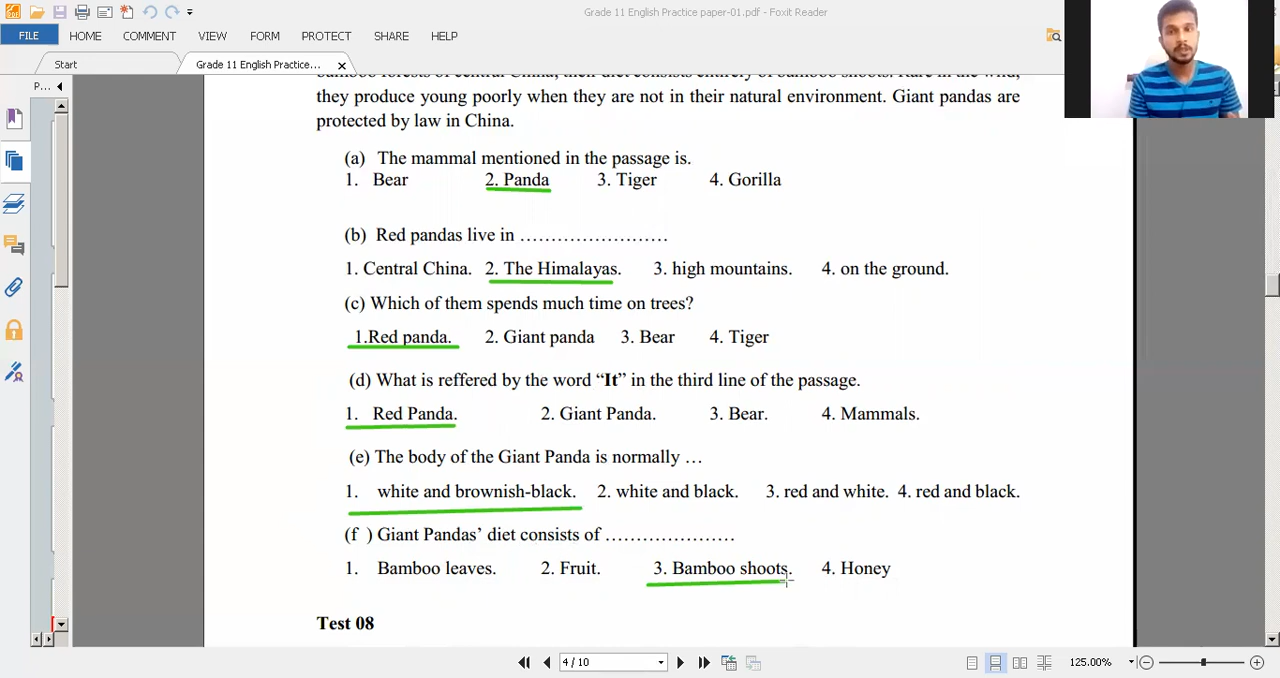 Grade 11 English Practice paper-01.pdf - Foxit Reader
FILE HOME COMMENT VIEW FORM PROTECT SHARE HELP
Start Grade 11 English Practice...
P...
they produce young poorly when they are not in their natural environment. Giant pandas are
protected by law in China.
(a) The mammal mentioned in the passage is.
1. Bear 2. Panda 3. Tiger 4. Gorilla
(b) Red pandas live in ……………………
1. Central China. 2. The Himalayas. 3. high mountains. 4. on the ground.
(c) Which of them spends much time on trees?
1.Red panda. 2. Giant panda 3. Bear 4. Tiger
(d) What is reffered by the word “It” in the third line of the passage.
1. Red Panda. 2. Giant Panda. 3. Bear. 4. Mammals.
(e) The body of the Giant Panda is normally …
1. white and brownish-black. 2. white and black. 3. red and white. 4. red and black.
(f ) Giant Pandas’ diet consists of …………………
1. Bamboo leaves. 2. Fruit. 3. Bamboo shoots. 4. Honey
Test 08
4 / 10 125.00%